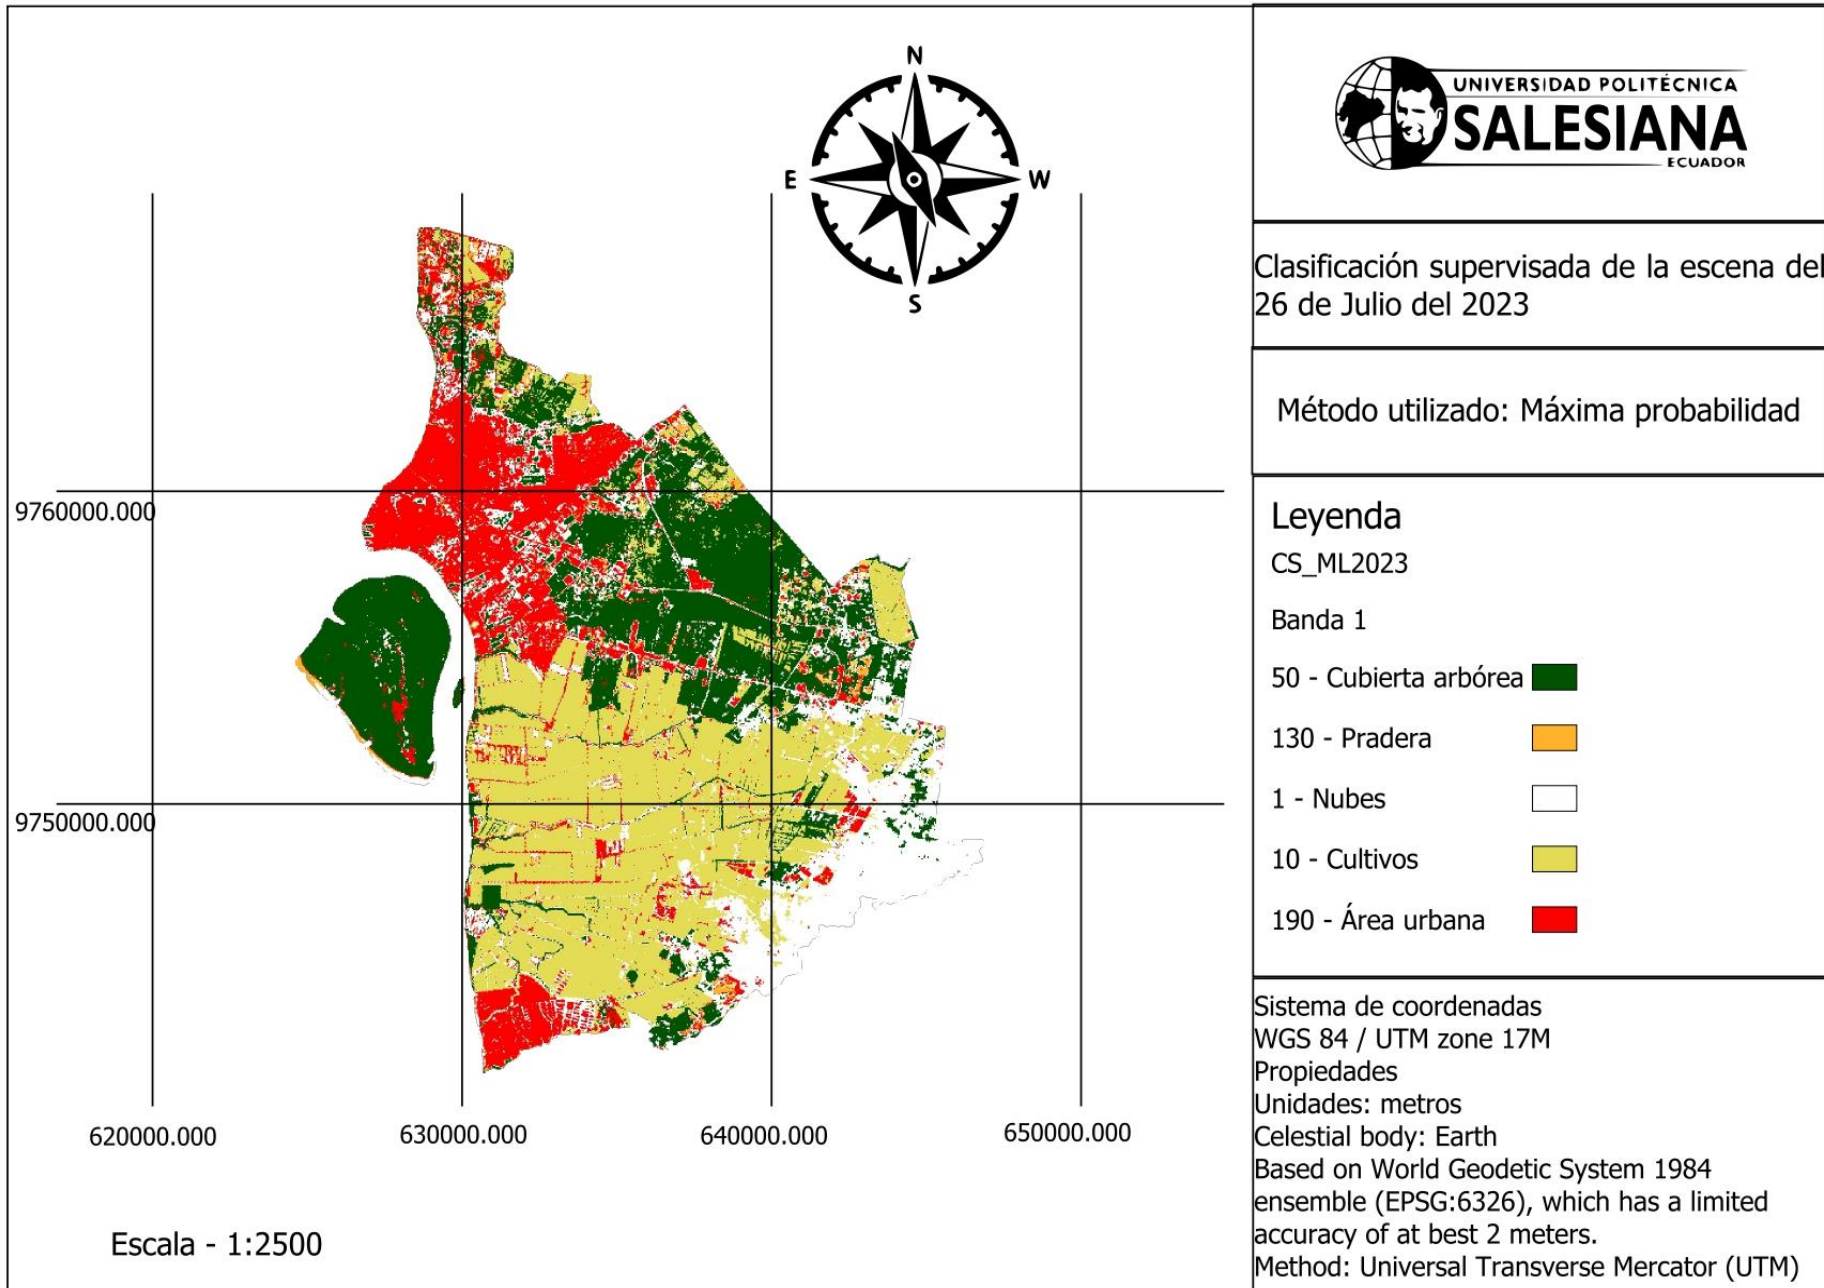 N
E
W
S
9760000.000
9750000.000
620000.000
630000.000
640000.000
650000.000
Escala - 1:2500
UNIVERSIDAD POLITÉCNICA
SALESIANA
ECUADOR
Clasificación supervisada de la escena del
26 de Julio del 2023
Método utilizado: Máxima probabilidad
Leyenda
CS_ML2023
Banda 1
50 - Cubierta arbórea
130 - Pradera
1 - Nubes
10 - Cultivos
190 - Área urbana
Sistema de coordenadas
WGS 84 / UTM zone 17M
Propiedades
Unidades: metros
Celestial body: Earth
Based on World Geodetic System 1984
ensemble (EPSG:6326), which has a limited
accuracy of at best 2 meters.
Method: Universal Transverse Mercator (UTM)